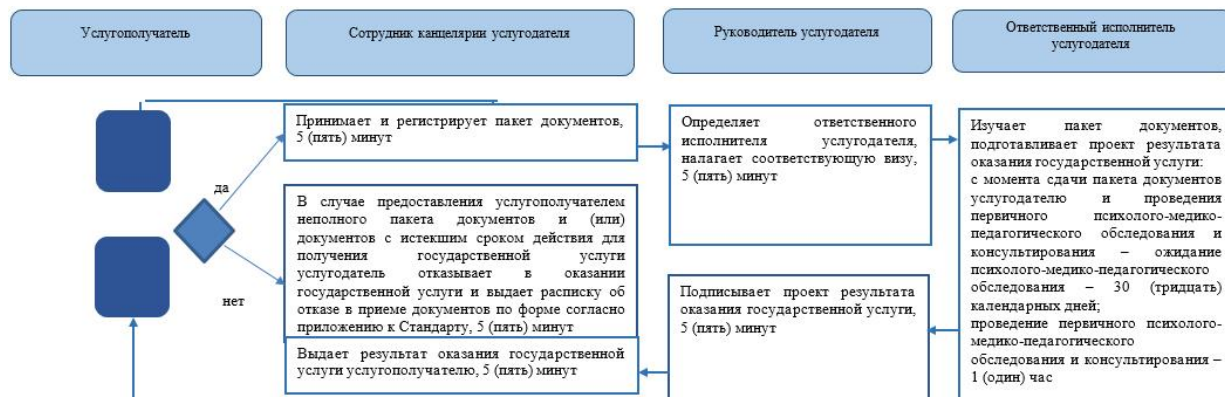 Услугополучатель
Сотрудник канцелярии услугодателя
Руководитель услугодателя
Ответственный исполнитель
услугодателя
да
нет
Принимает и регистрирует пакет документов,
5 (пять) минут
В случае предоставления услугополучателем
неполного пакета документов и (или)
документов с истекшим сроком действия для
получения государственной услуги
услугодатель отказывает в оказании
государственной услуги и выдает расписку об
отказе в приеме документов по форме согласно
приложению к Стандарту, 5 (пять) минут
Выдает результат оказания государственной
услуги услугополучателю, 5 (пять) минут
Определяет ответственного
исполнителя услугодателя,
налагает соответствующую визу,
5 (пять) минут
Подписывает проект результата
оказания государственной услуги,
5 (пять) минут
Изучает пакет документов,
подготавливает проект результата
оказания государственной услуги:
с момента сдачи пакета документов
услугодателю и проведения
первичного психолого-медико-
педагогического обследования и
консультирования – ожидание
психолого-медико-педагогического
обследования – 30 (тридцать)
календарных дней;
проведение первичного психолого-
медико-педагогического
обследования и консультирования –
1 (один) час